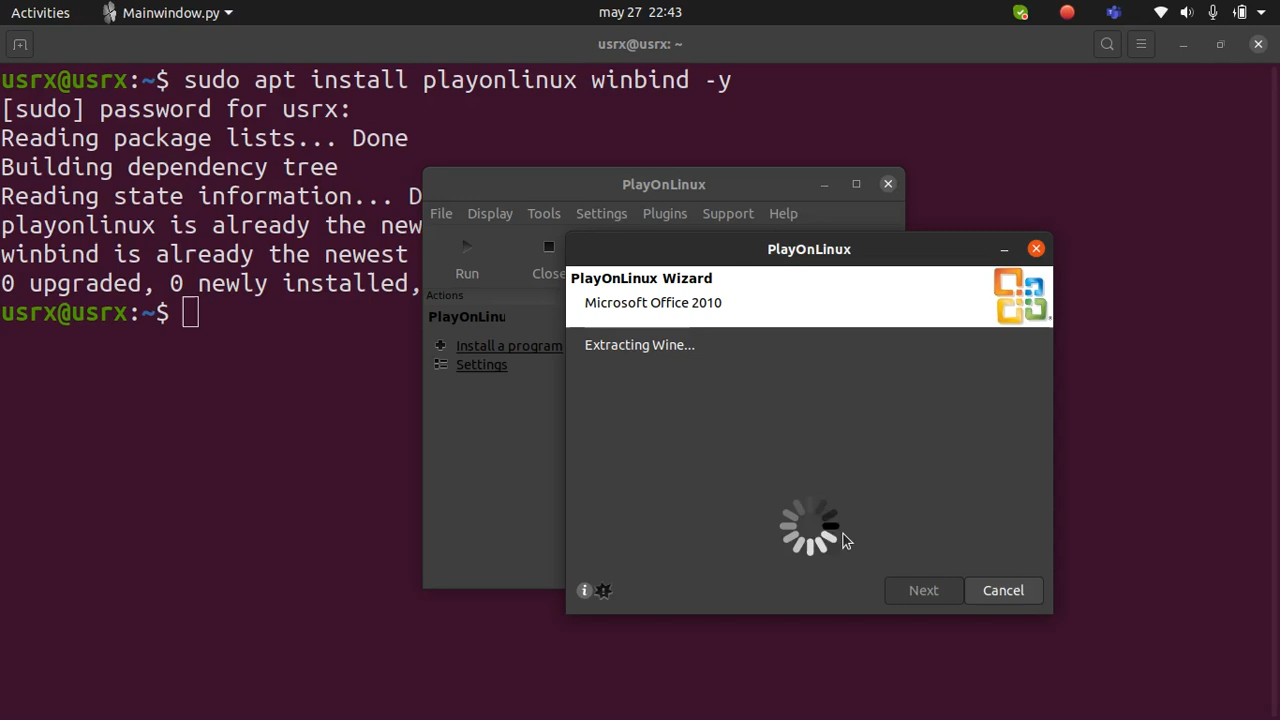 Activities Mainwindow.py may 27 22:43
usrx@usrx: ~
usrx@usrx:~$ sudo apt install playonlinux winbind -y
[sudo] password for usrx:
Reading package lists... Done
Building dependency tree
Reading state information... D
playonlinux is already the new
winbind is already the newest
0 upgraded, 0 newly installed,
usrx@usrx:~$
PlayOnLinux
File Display Tools Settings Plugins Support Help
Run Close
Actions
PlayOnLinu
Install a program
Settings
PlayOnLinux
PlayOnLinux Wizard
Microsoft Office 2010
Extracting Wine...
Next Cancel